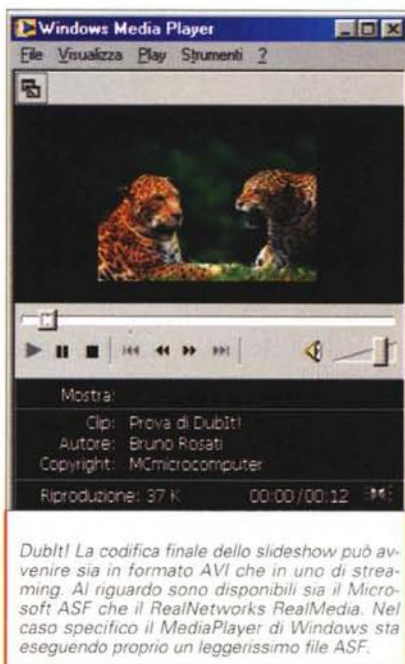 Windows Media Player
File Visualizza Play Strumenti ?
Mostra:
Clip: Prova di DubIt!
Autore: Bruno Rosati
Copyright: MCmicrocomputer
Riproduzione: 37 K 00:00/00:12
DubIt! La codifica finale dello slideshow può av-
venire sia in formato AVI che in uno di strea-
ming. Al riguardo sono disponibili sia il Micro-
soft ASF che il RealNetworks RealMedia. Nel
caso specifico il MediaPlayer di Windows sta
eseguendo proprio un leggerissimo file ASF.